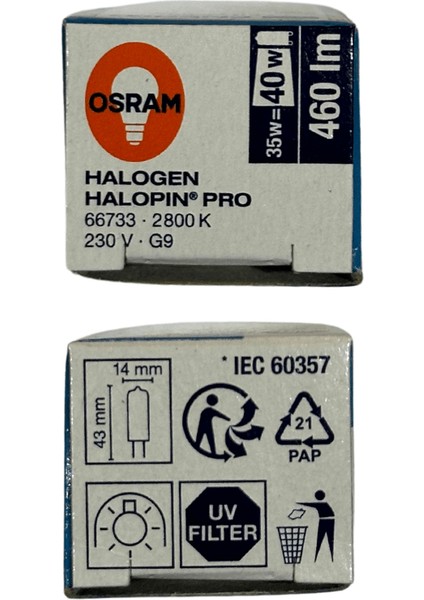 OSRAM
35W=40W
460 lm
HALOGEN
HALOPIN® PRO
66733 · 2800 K
230 V · G9
14 mm
43 mm
* IEC 60357
21
PAP
UV
FILTER